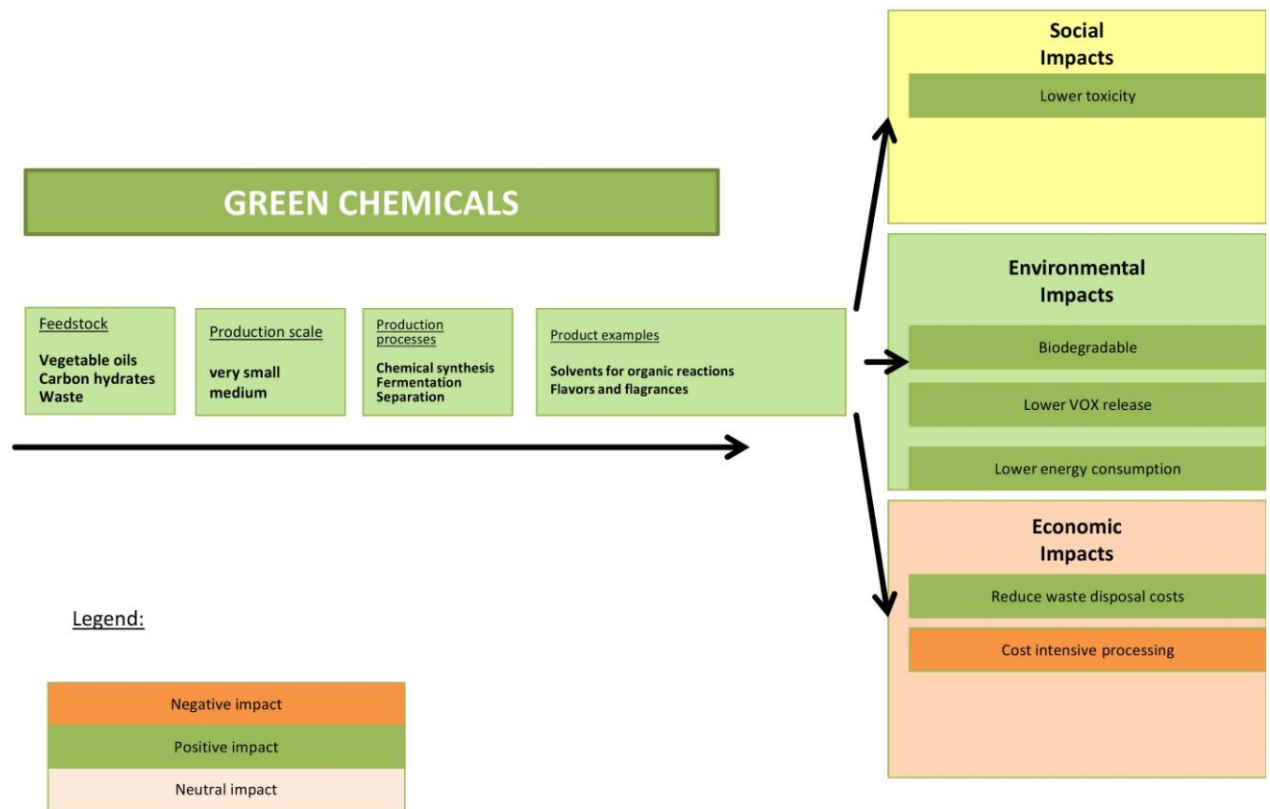 GREEN CHEMICALS
Feedstock
Vegetable oils
Carbon hydrates
Waste
Production scale
very small
medium
Production
processes
Chemical synthesis
Fermentation
Separation
Product examples
Solvents for organic reactions
Flavors and flagrances
Social
Impacts
Lower toxicity
Environmental
Impacts
Biodegradable
Lower VOX release
Lower energy consumption
Economic
Impacts
Reduce waste disposal costs
Cost intensive processing
Legend:
Negative impact
Positive impact
Neutral impact